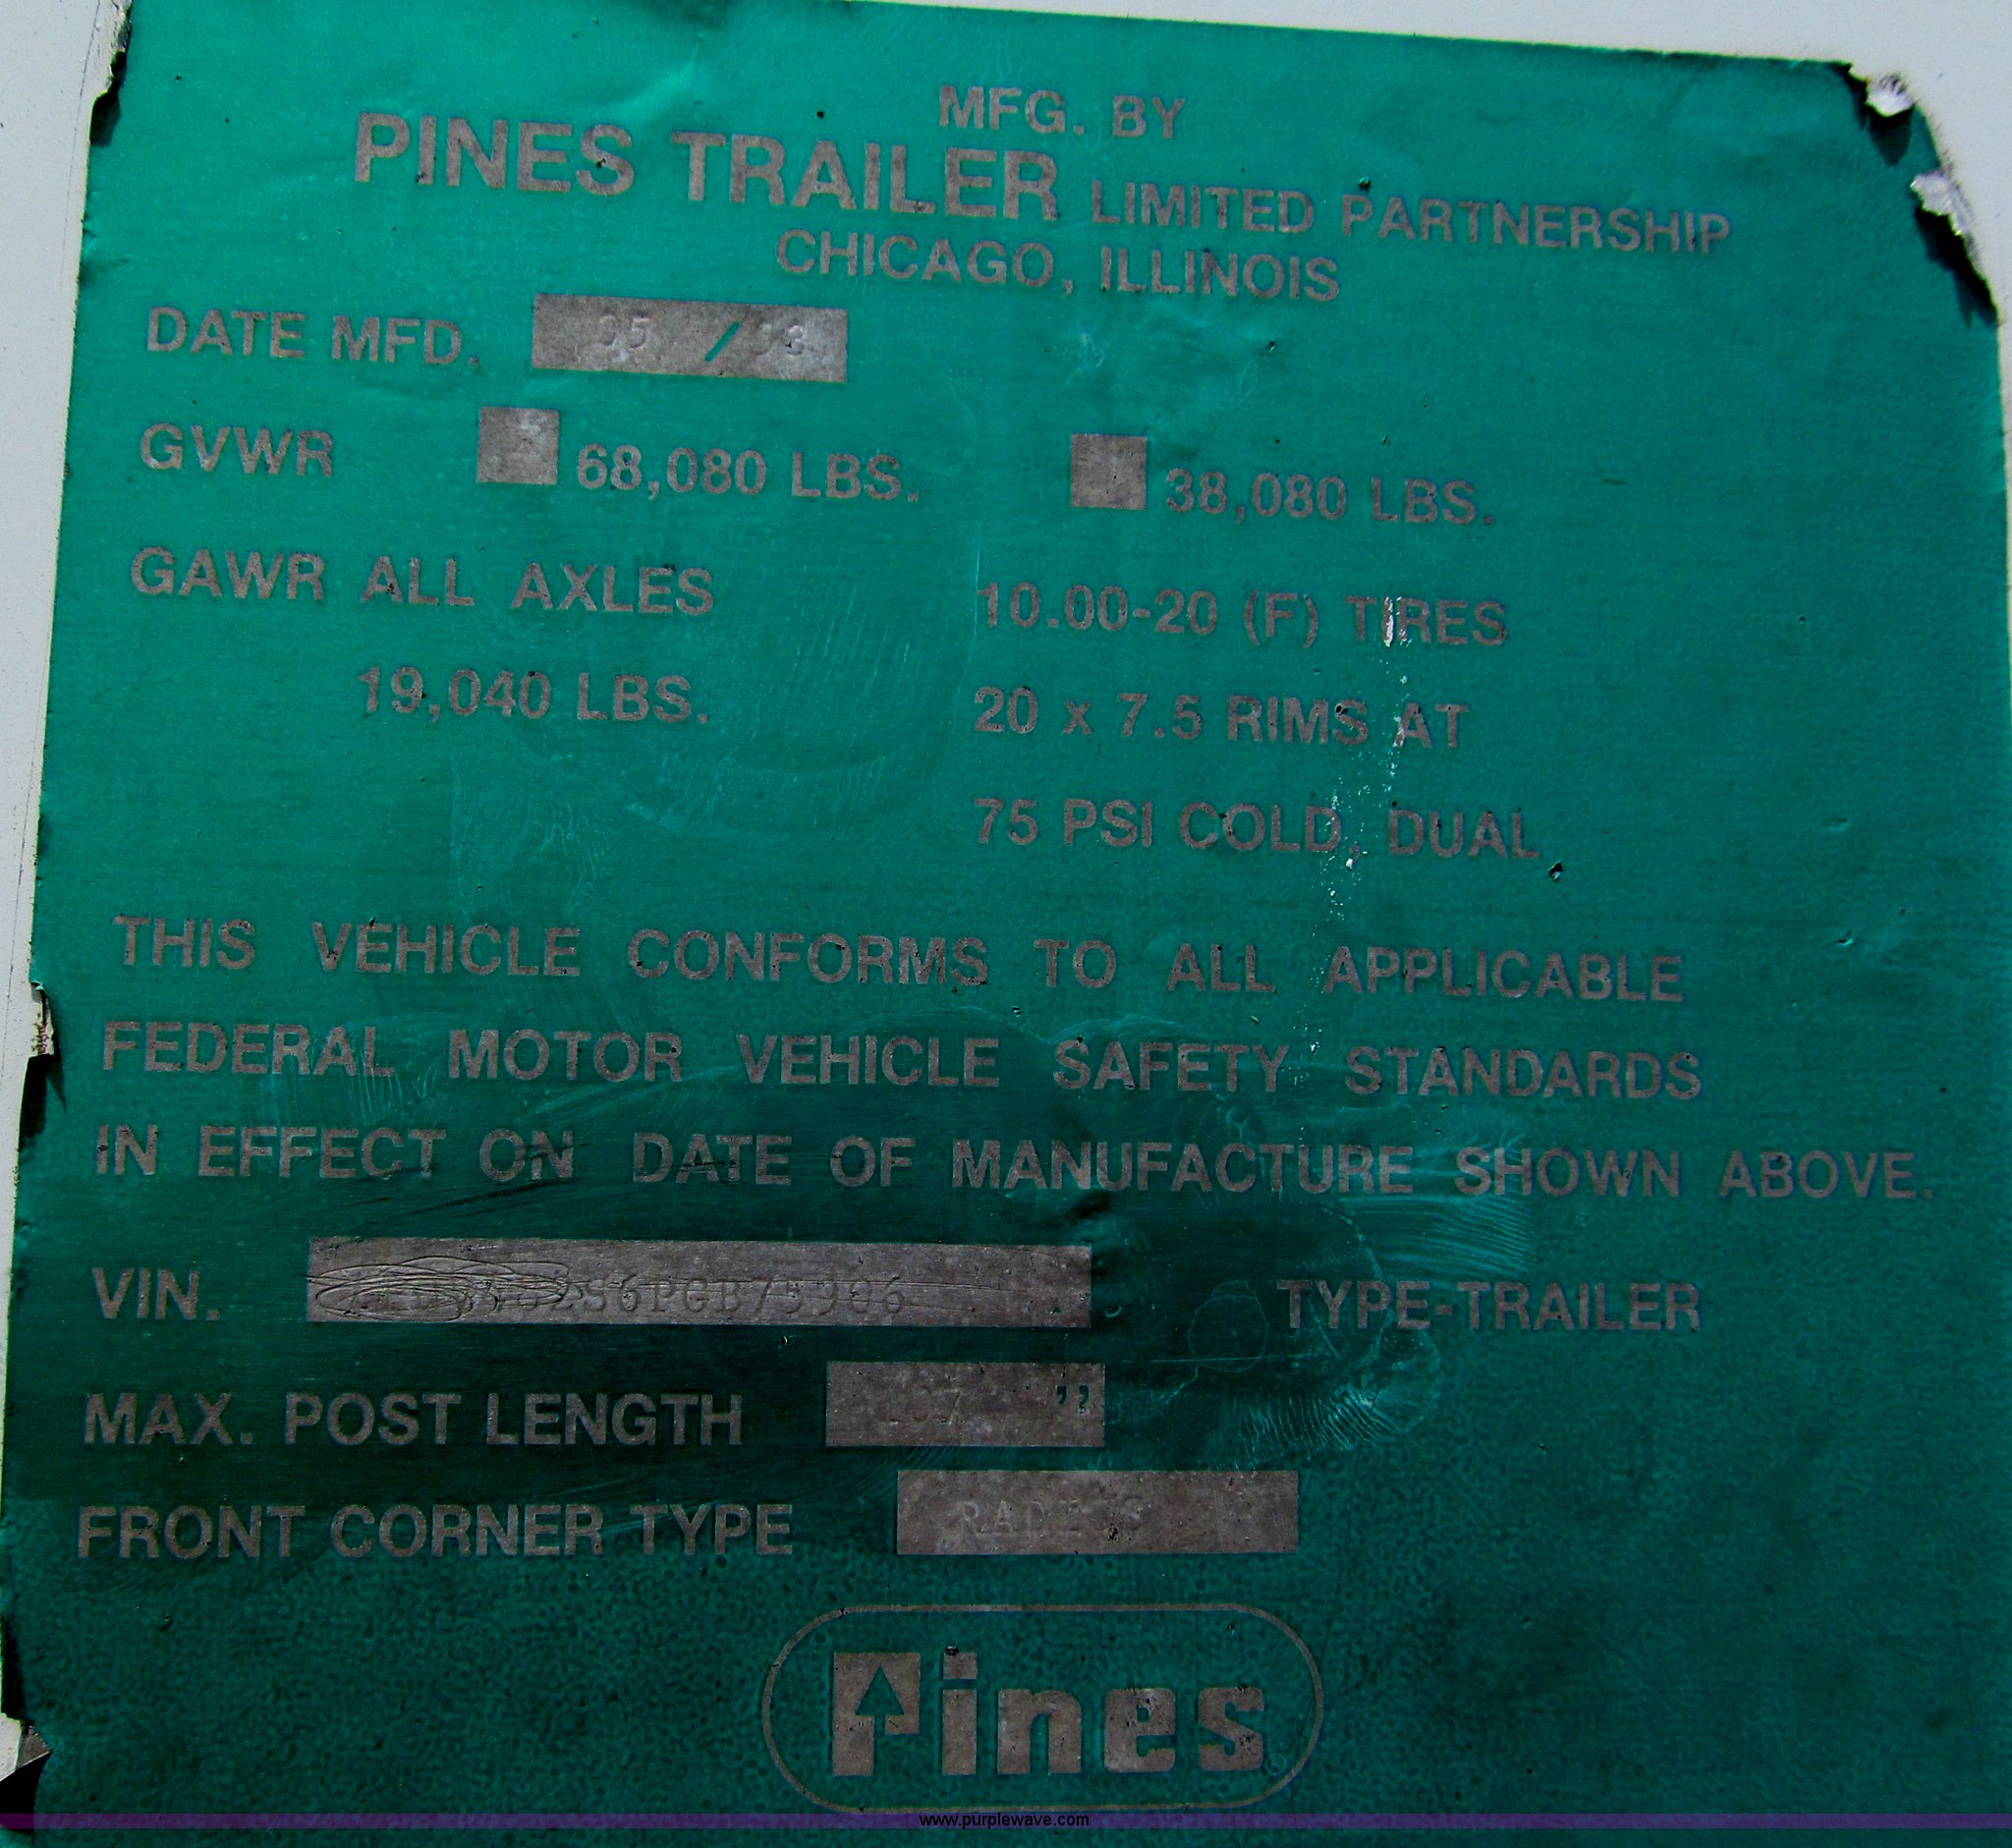 MFG. BY
PINES TRAILER LIMITED PARTNERSHIP
CHICAGO, ILLINOIS
DATE MFD. 05 /
GVWR 68,080 LBS. 38,080 LBS.
GAWR ALL AXLES 10.00-20 (F) TIRES
19,040 LBS. 20 x 7.5 RIMS AT
75 PSI COLD, DUAL
THIS VEHICLE CONFORMS TO ALL APPLICABLE
FEDERAL MOTOR VEHICLE SAFETY STANDARDS
IN EFFECT ON DATE OF MANUFACTURE SHOWN ABOVE.
VIN. TYPE-TRAILER
MAX. POST LENGTH "
FRONT CORNER TYPE RADIUS
Pines®
www.purplewave.com